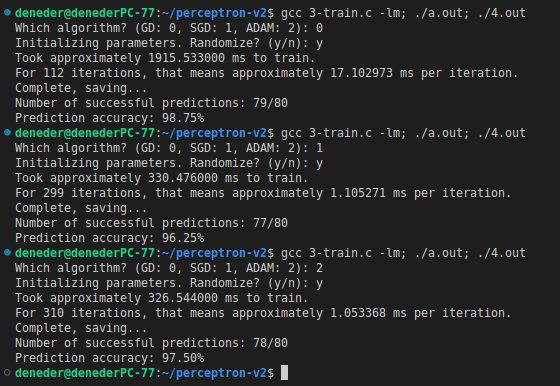 deneder@denederPC-77:~/perceptron-v2$ gcc 3-train.c -lm; ./a.out; ./4.out
Which algorithm? (GD: 0, SGD: 1, ADAM: 2): 0
Initializing parameters. Randomize? (y/n): y
Took approximately 1915.533000 ms to train.
For 112 iterations, that means approximately 17.102973 ms per iteration.
Complete, saving...
Number of successful predictions: 79/80
Prediction accuracy: 98.75%
deneder@denederPC-77:~/perceptron-v2$ gcc 3-train.c -lm; ./a.out; ./4.out
Which algorithm? (GD: 0, SGD: 1, ADAM: 2): 1
Initializing parameters. Randomize? (y/n): y
Took approximately 330.476000 ms to train.
For 299 iterations, that means approximately 1.105271 ms per iteration.
Complete, saving...
Number of successful predictions: 77/80
Prediction accuracy: 96.25%
deneder@denederPC-77:~/perceptron-v2$ gcc 3-train.c -lm; ./a.out; ./4.out
Which algorithm? (GD: 0, SGD: 1, ADAM: 2): 2
Initializing parameters. Randomize? (y/n): y
Took approximately 326.544000 ms to train.
For 310 iterations, that means approximately 1.053368 ms per iteration.
Complete, saving...
Number of successful predictions: 78/80
Prediction accuracy: 97.50%
deneder@denederPC-77:~/perceptron-v2$